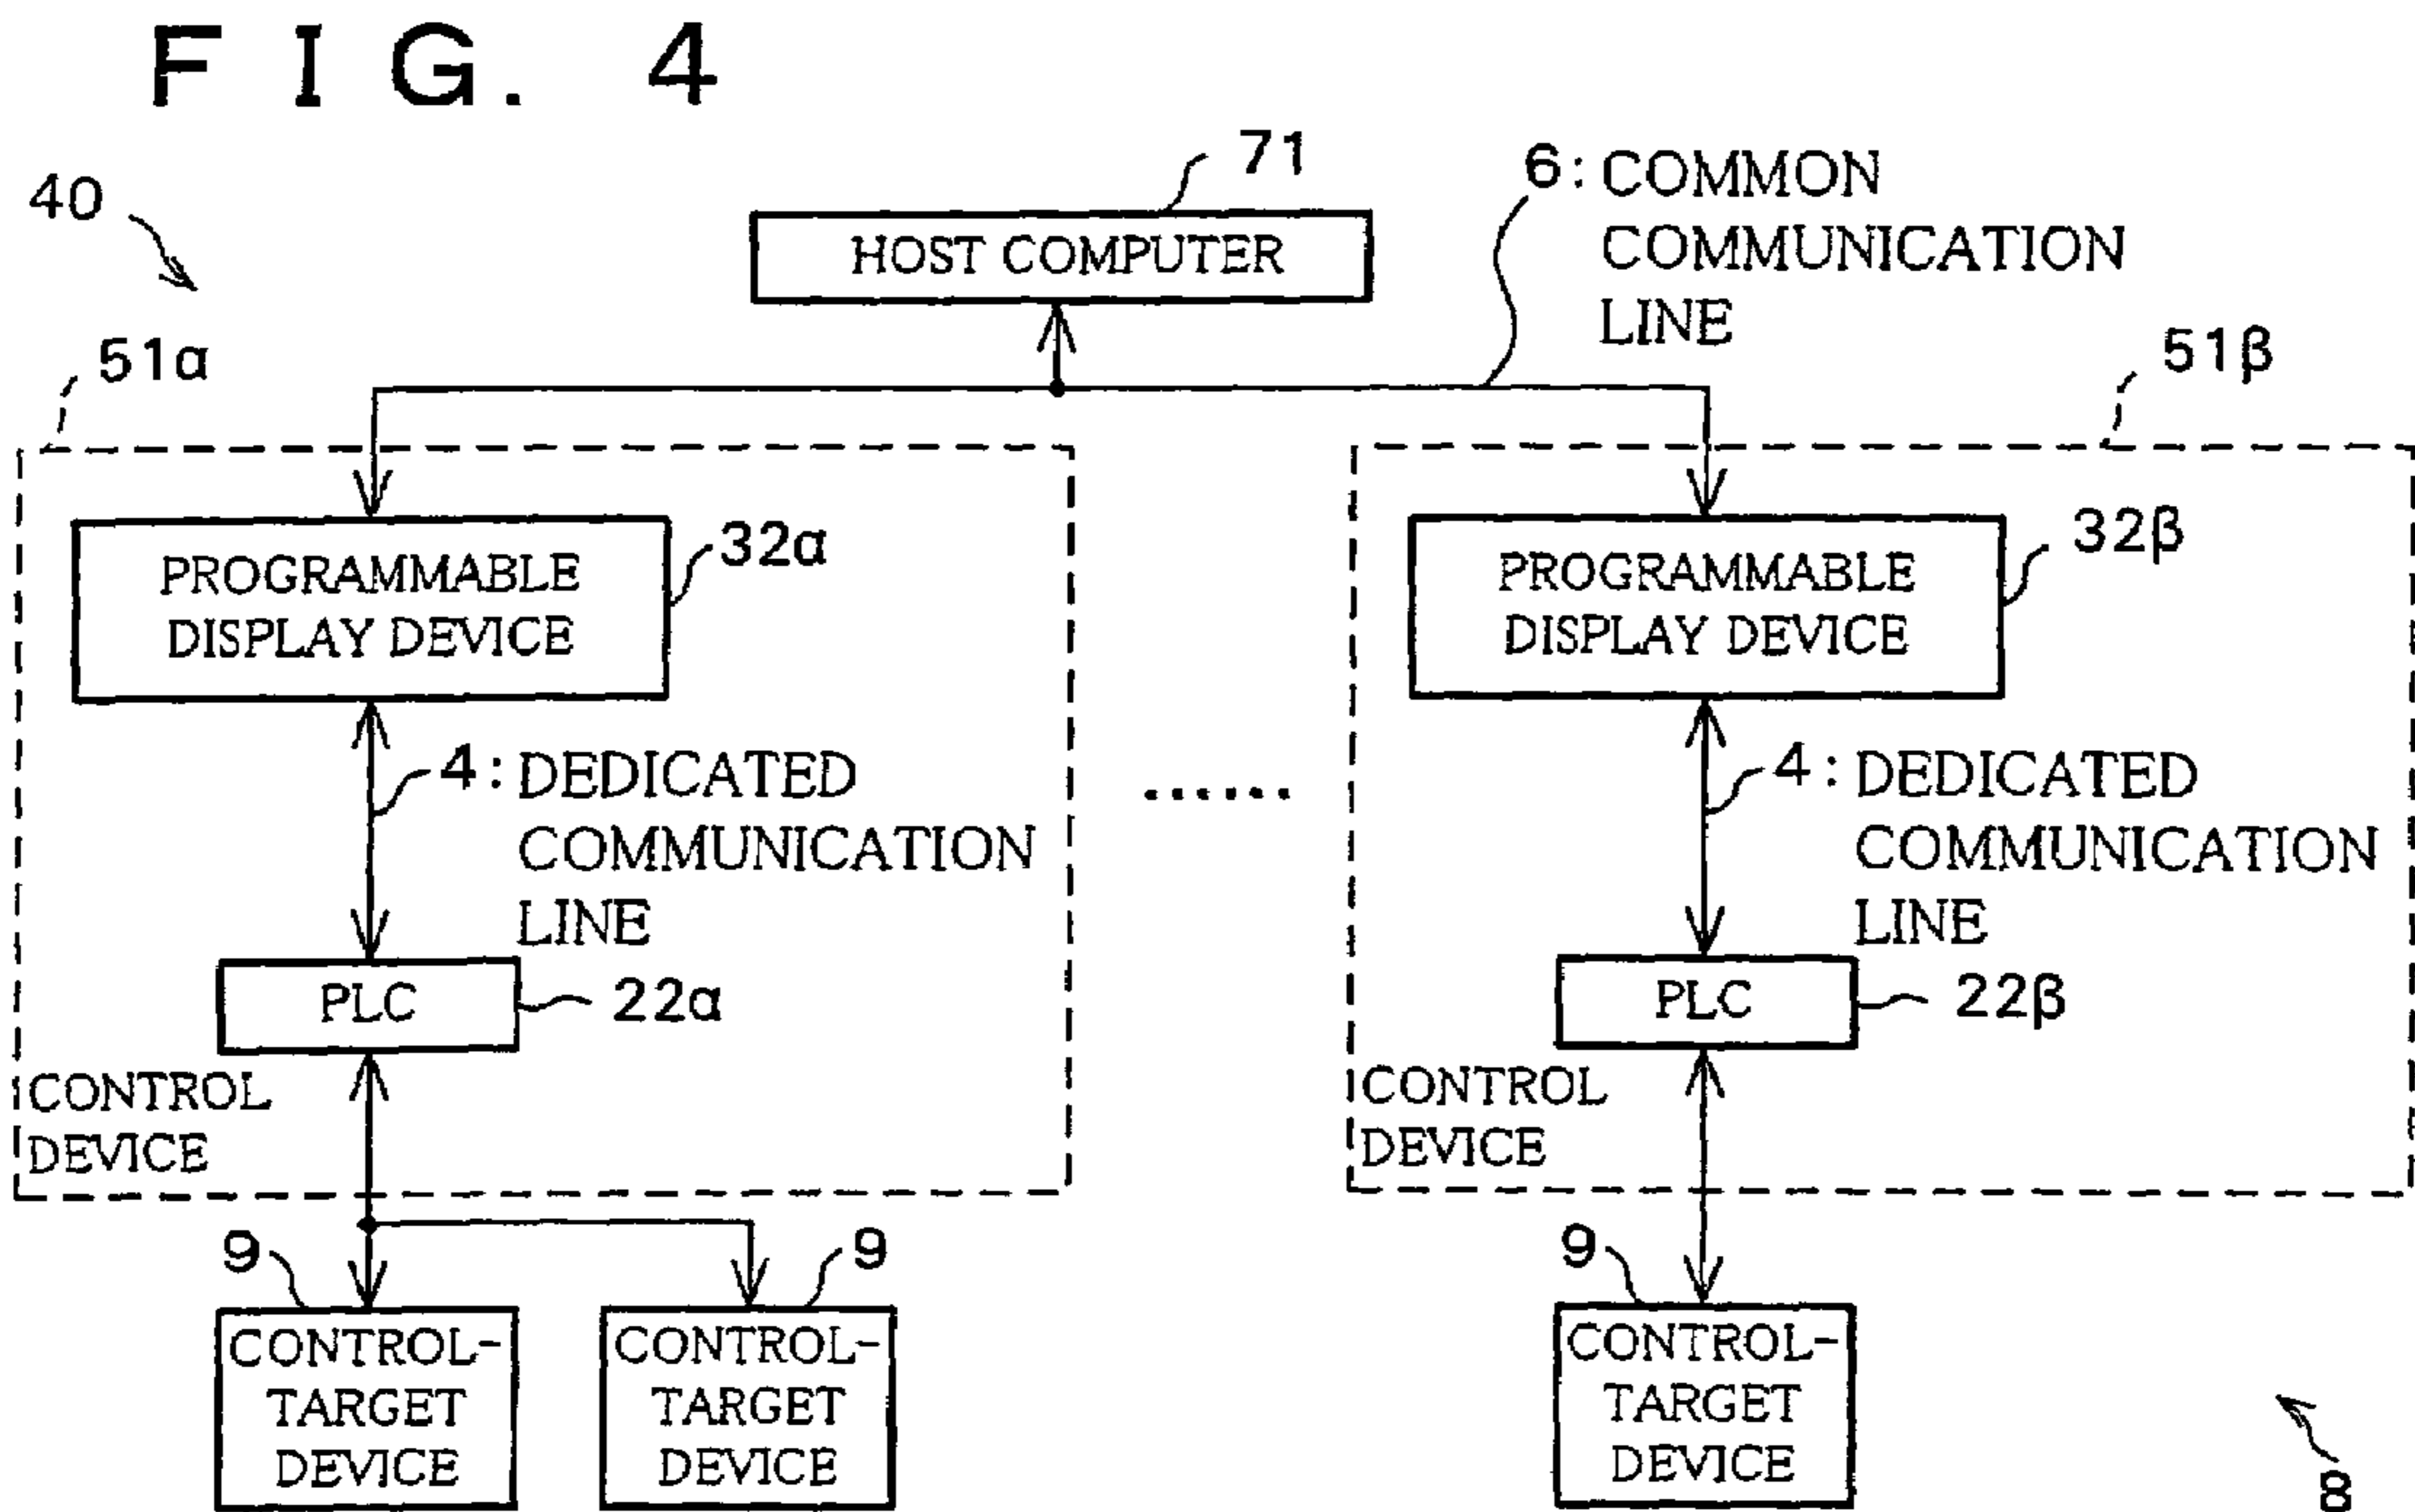 FIG. 4
40
71
HOST COMPUTER
6: COMMON
COMMUNICATION
LINE
51α
51β
PROGRAMMABLE
DISPLAY DEVICE
32α
PROGRAMMABLE
DISPLAY DEVICE
32β
4: DEDICATED
COMMUNICATION
LINE
......
4: DEDICATED
COMMUNICATION
LINE
PLC
22α
PLC
22β
CONTROL
DEVICE
CONTROL
DEVICE
9
9
9
CONTROL-
TARGET
DEVICE
CONTROL-
TARGET
DEVICE
CONTROL-
TARGET
DEVICE
8